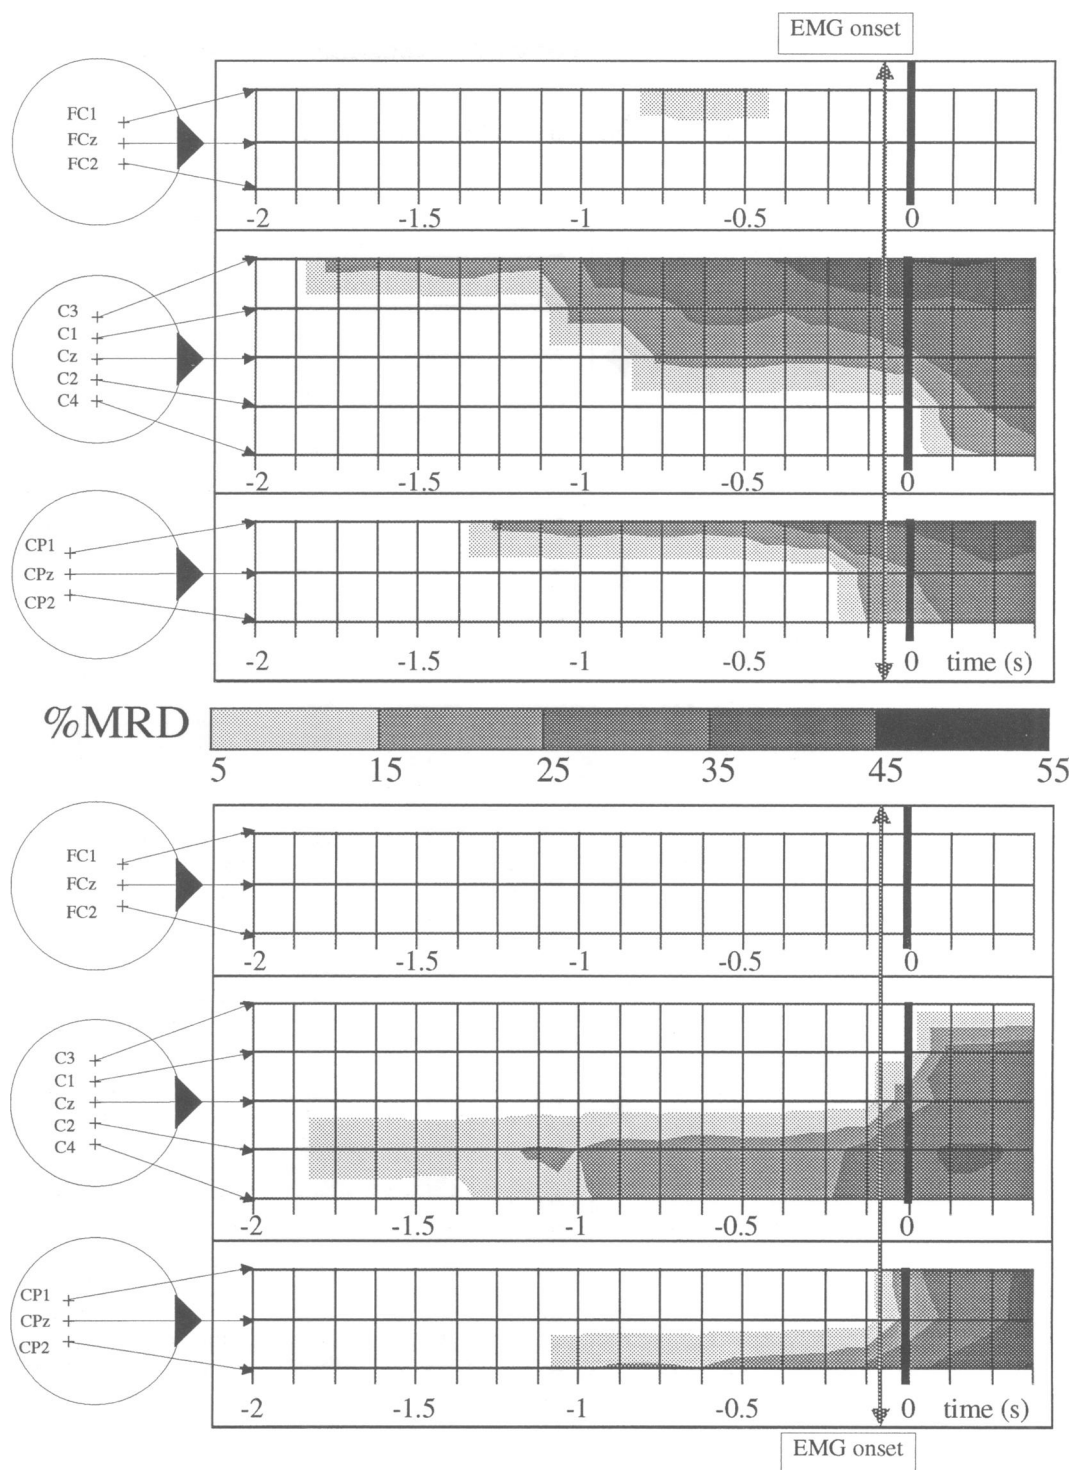 EMG onset
FC1
FCz
FC2
-2 -1.5 -1 -0.5 0
C3
C1
Cz
C2
C4
-2 -1.5 -1 -0.5 0
CP1
CPz
CP2
-2 -1.5 -1 -0.5 0 time (s)
%MRD
5 15 25 35 45 55
FC1
FCz
FC2
-2 -1.5 -1 -0.5 0
C3
C1
Cz
C2
C4
-2 -1.5 -1 -0.5 0
CP1
CPz
CP2
-2 -1.5 -1 -0.5 0 time (s)
EMG onset